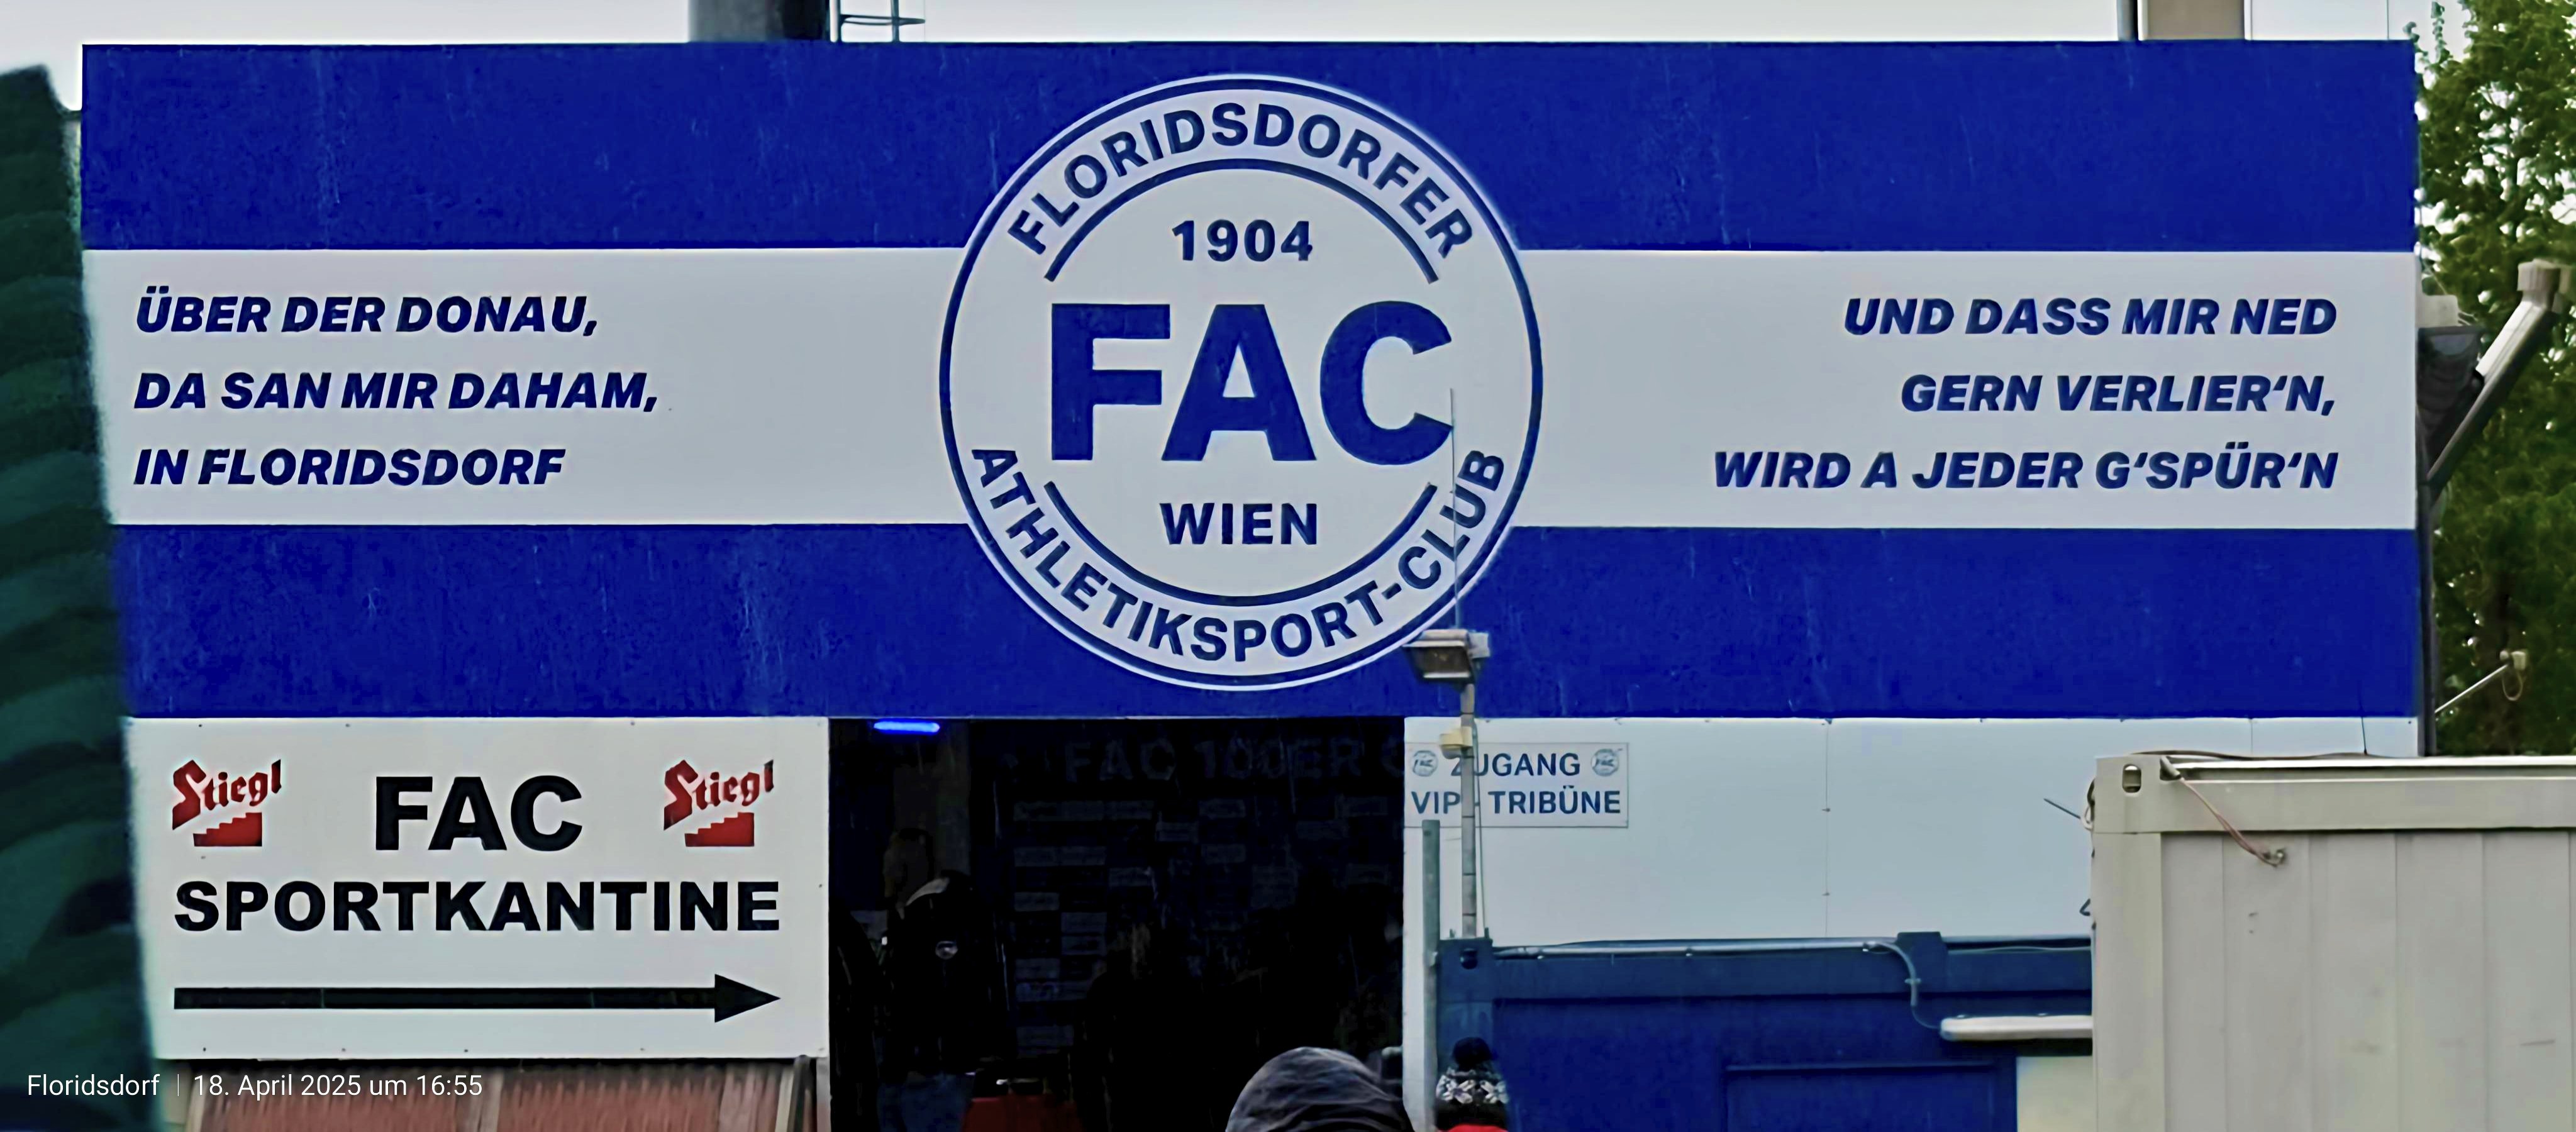 ÜBER DER DONAU,
DA SAN MIR DAHAM,
IN FLORIDSDORF
FLORIDSDORFER
1904
FAC
WIEN
ATHLETIKSPORT-CLUB
UND DASS MIR NED
GERN VERLIER‘N,
WIRD A JEDER G‘SPÜR‘N
Stiegl
Stiegl
FAC
SPORTKANTINE
FAC 100ER
ZUGANG
VIP - TRIBÜNE
Floridsdorf | 18. April 2025 um 16:55